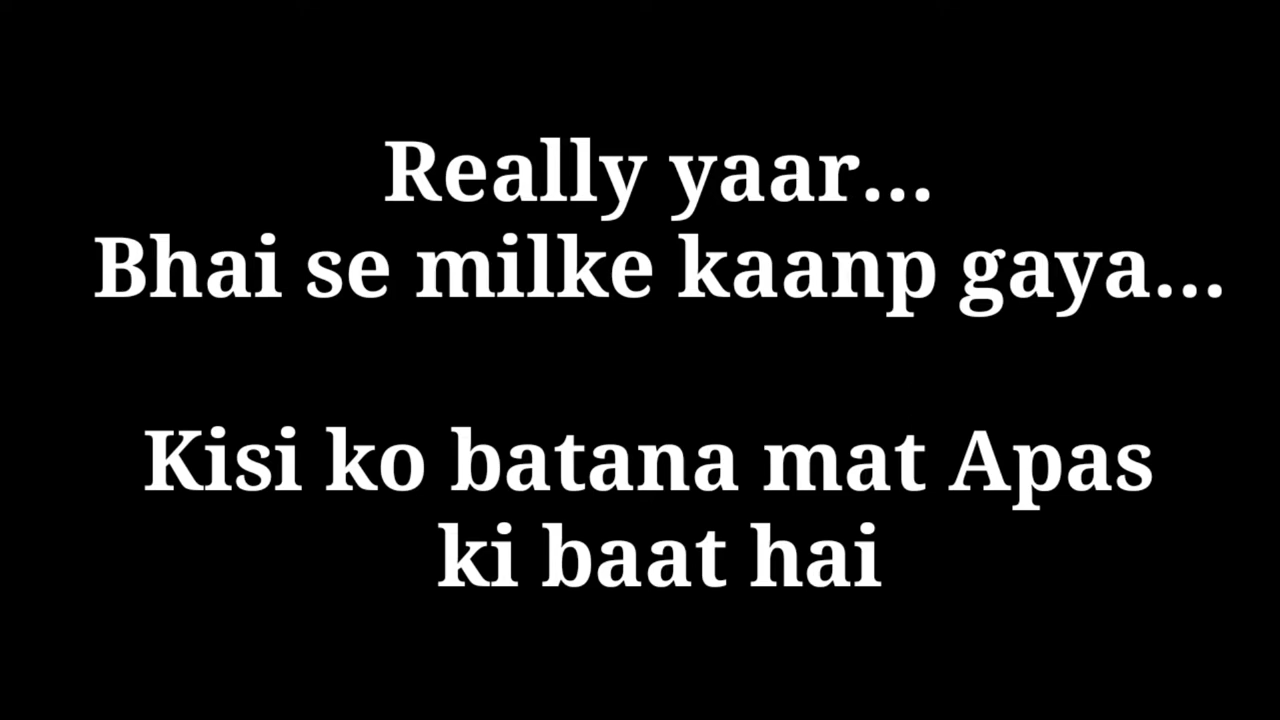 Really yaar...
Bhai se milke kaanp gaya...
Kisi ko batana mat Apas
ki baat hai